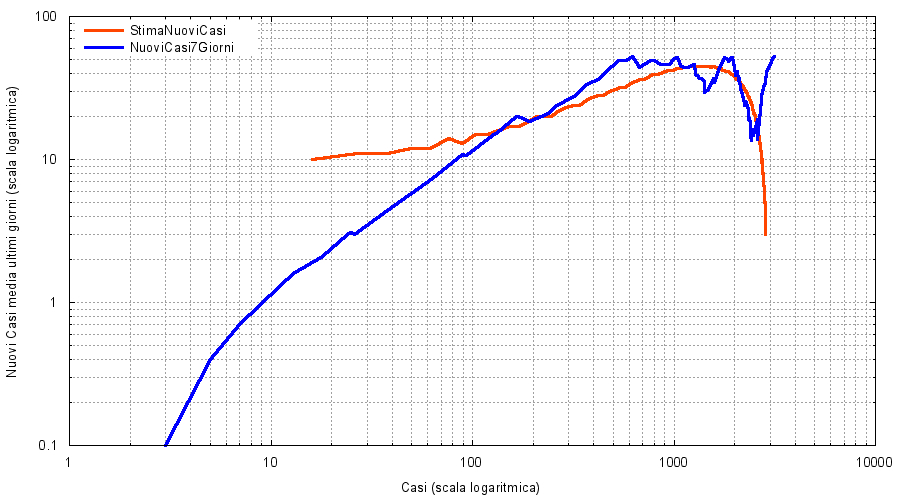 100
StimaNuoviCasi
NuoviCasi7Giorni
10
1
0.1
1 10 100 1000 10000
Nuovi Casi media ultimi giorni (scala logaritmica)
Casi (scala logaritmica)